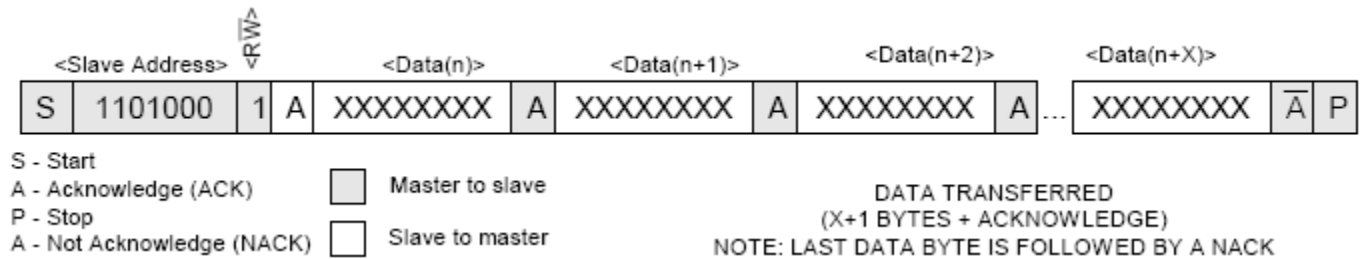 <Slave Address> <RW̅> <Data(n)> <Data(n+1)> <Data(n+2)> <Data(n+X)>
S 1101000 1 A XXXXXXXX A XXXXXXXX A XXXXXXXX A ... XXXXXXXX A̅ P
S - Start
A - Acknowledge (ACK)
P - Stop
A - Not Acknowledge (NACK)
Master to slave
Slave to master
DATA TRANSFERRED
(X+1 BYTES + ACKNOWLEDGE)
NOTE: LAST DATA BYTE IS FOLLOWED BY A NACK